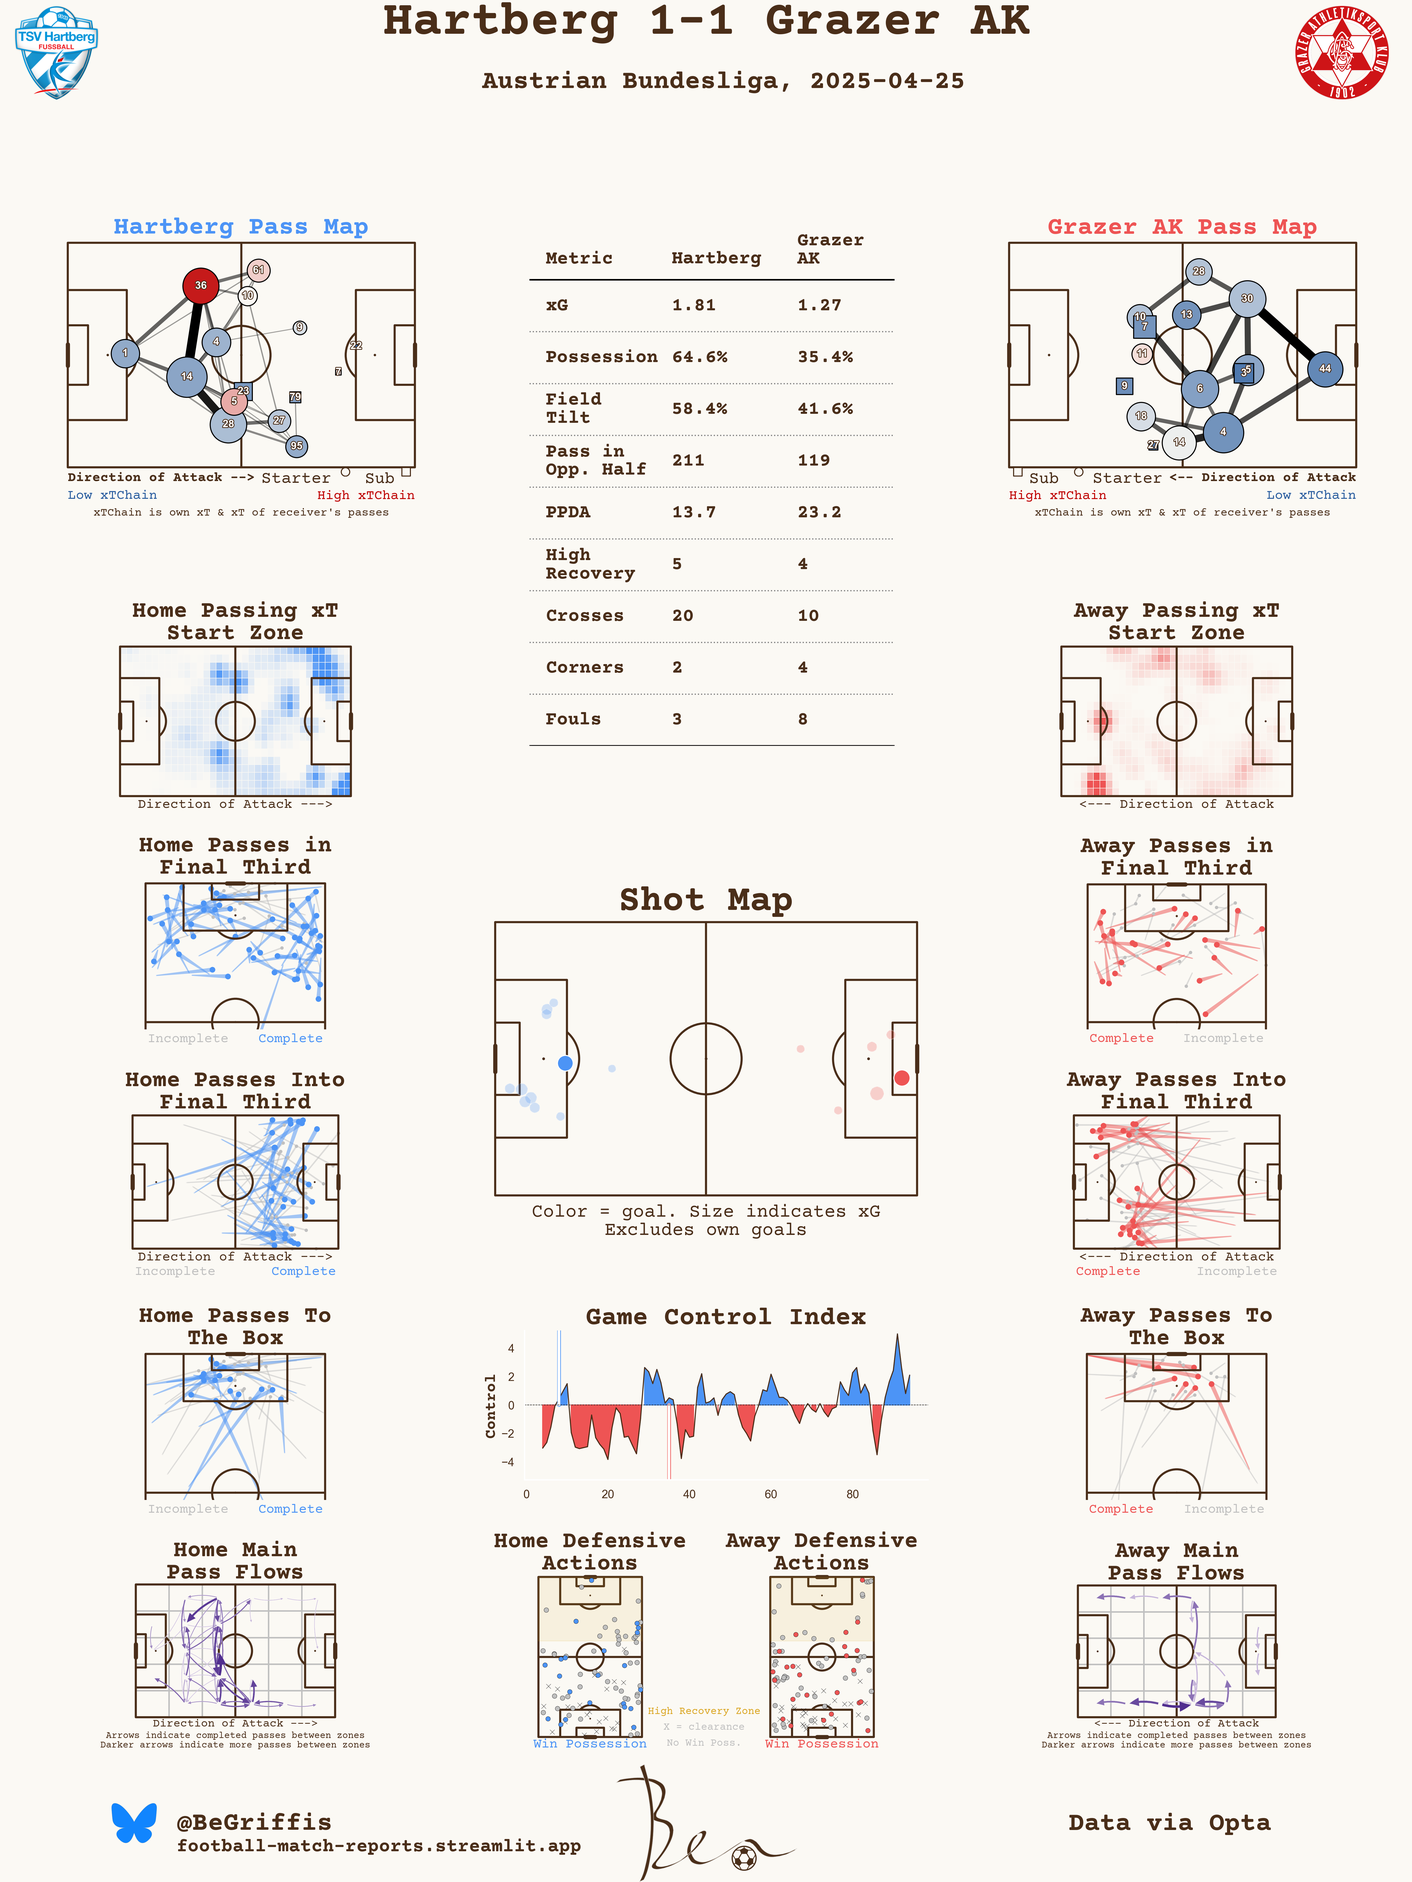 Hartberg 1-1 Grazer AK
Austrian Bundesliga, 2025-04-25
TSV Hartberg
FUSSBALL
GRAZER ATHLETIKSPORT KLUB
- 1902 -
Hartberg Pass Map
36
61
10
9
4
22
1
7
14
23
5
79
28
27
95
Direction of Attack --> Starter Sub
Low xTChain High xTChain
xTChain is own xT & xT of receiver's passes
Metric Hartberg Grazer AK
xG 1.81 1.27
Possession 64.6% 35.4%
Field Tilt 58.4% 41.6%
Pass in Opp. Half 211 119
PPDA 13.7 23.2
High Recovery 5 4
Crosses 20 10
Corners 2 4
Fouls 3 8
Grazer AK Pass Map
28
30
10
13
7
11
44
3
5
9
6
18
4
14
27
Sub Starter <-- Direction of Attack
High xTChain Low xTChain
xTChain is own xT & xT of receiver's passes
Home Passing xT
Start Zone
Direction of Attack --->
Away Passing xT
Start Zone
<--- Direction of Attack
Home Passes in
Final Third
Incomplete Complete
Away Passes in
Final Third
Complete Incomplete
Shot Map
Color = goal. Size indicates xG
Excludes own goals
Home Passes Into
Final Third
Direction of Attack --->
Incomplete Complete
Away Passes Into
Final Third
<--- Direction of Attack
Complete Incomplete
Home Passes To
The Box
Incomplete Complete
Game Control Index
Control
4
2
0
−2
−4
0 20 40 60 80
Away Passes To
The Box
Complete Incomplete
Home Main
Pass Flows
Direction of Attack --->
Arrows indicate completed passes between zones
Darker arrows indicate more passes between zones
Home Defensive
Actions
Win Possession
Away Defensive
Actions
Win Possession
High Recovery Zone
X = clearance
No Win Poss.
Away Main
Pass Flows
<--- Direction of Attack
Arrows indicate completed passes between zones
Darker arrows indicate more passes between zones
@BeGriffis
football-match-reports.streamlit.app
Ben
Data via Opta